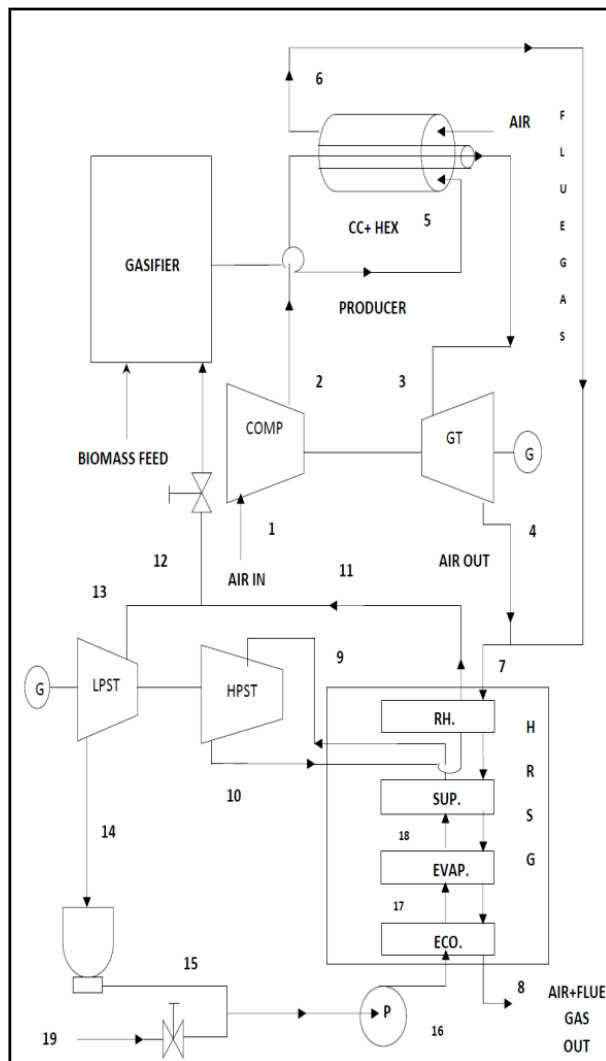 6
AIR
F
L
U
E
G
A
S
CC+ HEX
5
GASIFIER
PRODUCER
2
3
COMP
GT
G
BIOMASS FEED
1
4
12
AIR IN
11
AIR OUT
13
9
7
G
LPST
HPST
RH.
H
R
S
G
10
SUP.
14
18
EVAP.
17
ECO.
15
8
AIR+FLUE
GAS
OUT
P
16
19